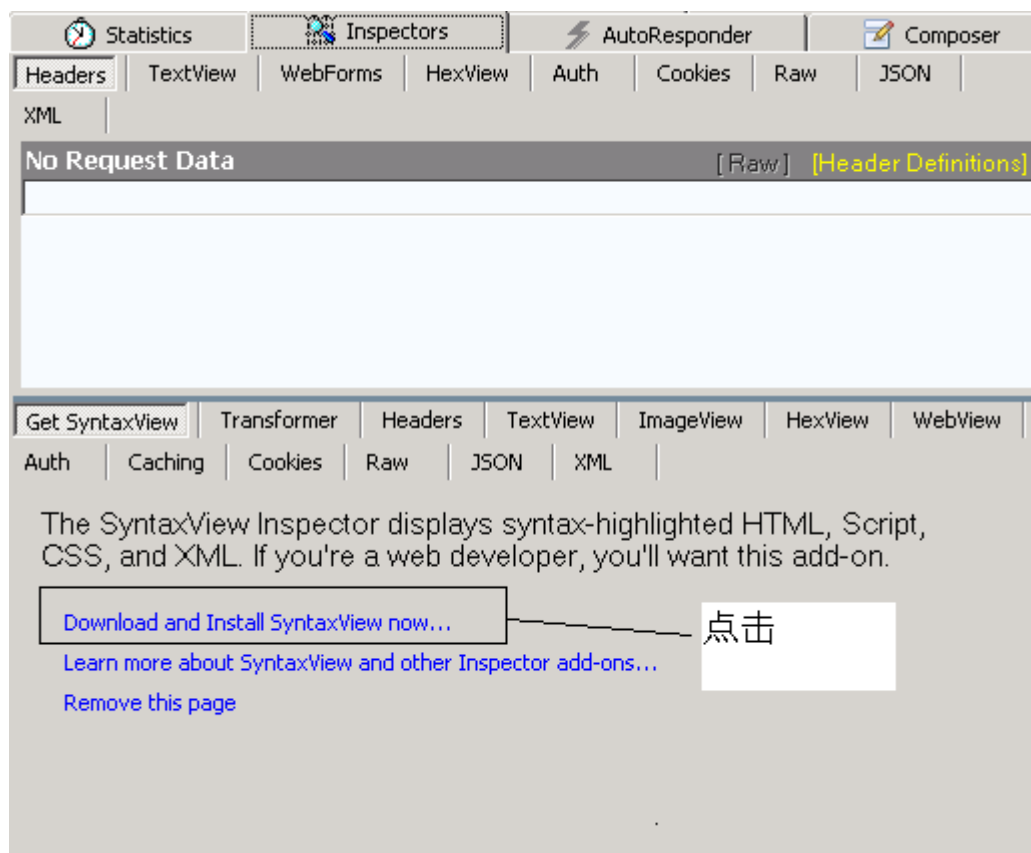 Statistics Inspectors AutoResponder Composer
Headers TextView WebForms HexView Auth Cookies Raw JSON
XML
No Request Data [ Raw ] [Header Definitions]
Get SyntaxView Transformer Headers TextView ImageView HexView WebView
Auth Caching Cookies Raw JSON XML
The SyntaxView Inspector displays syntax-highlighted HTML, Script,
CSS, and XML. If you're a web developer, you'll want this add-on.
Download and Install SyntaxView now...
点击
Learn more about SyntaxView and other Inspector add-ons...
Remove this page